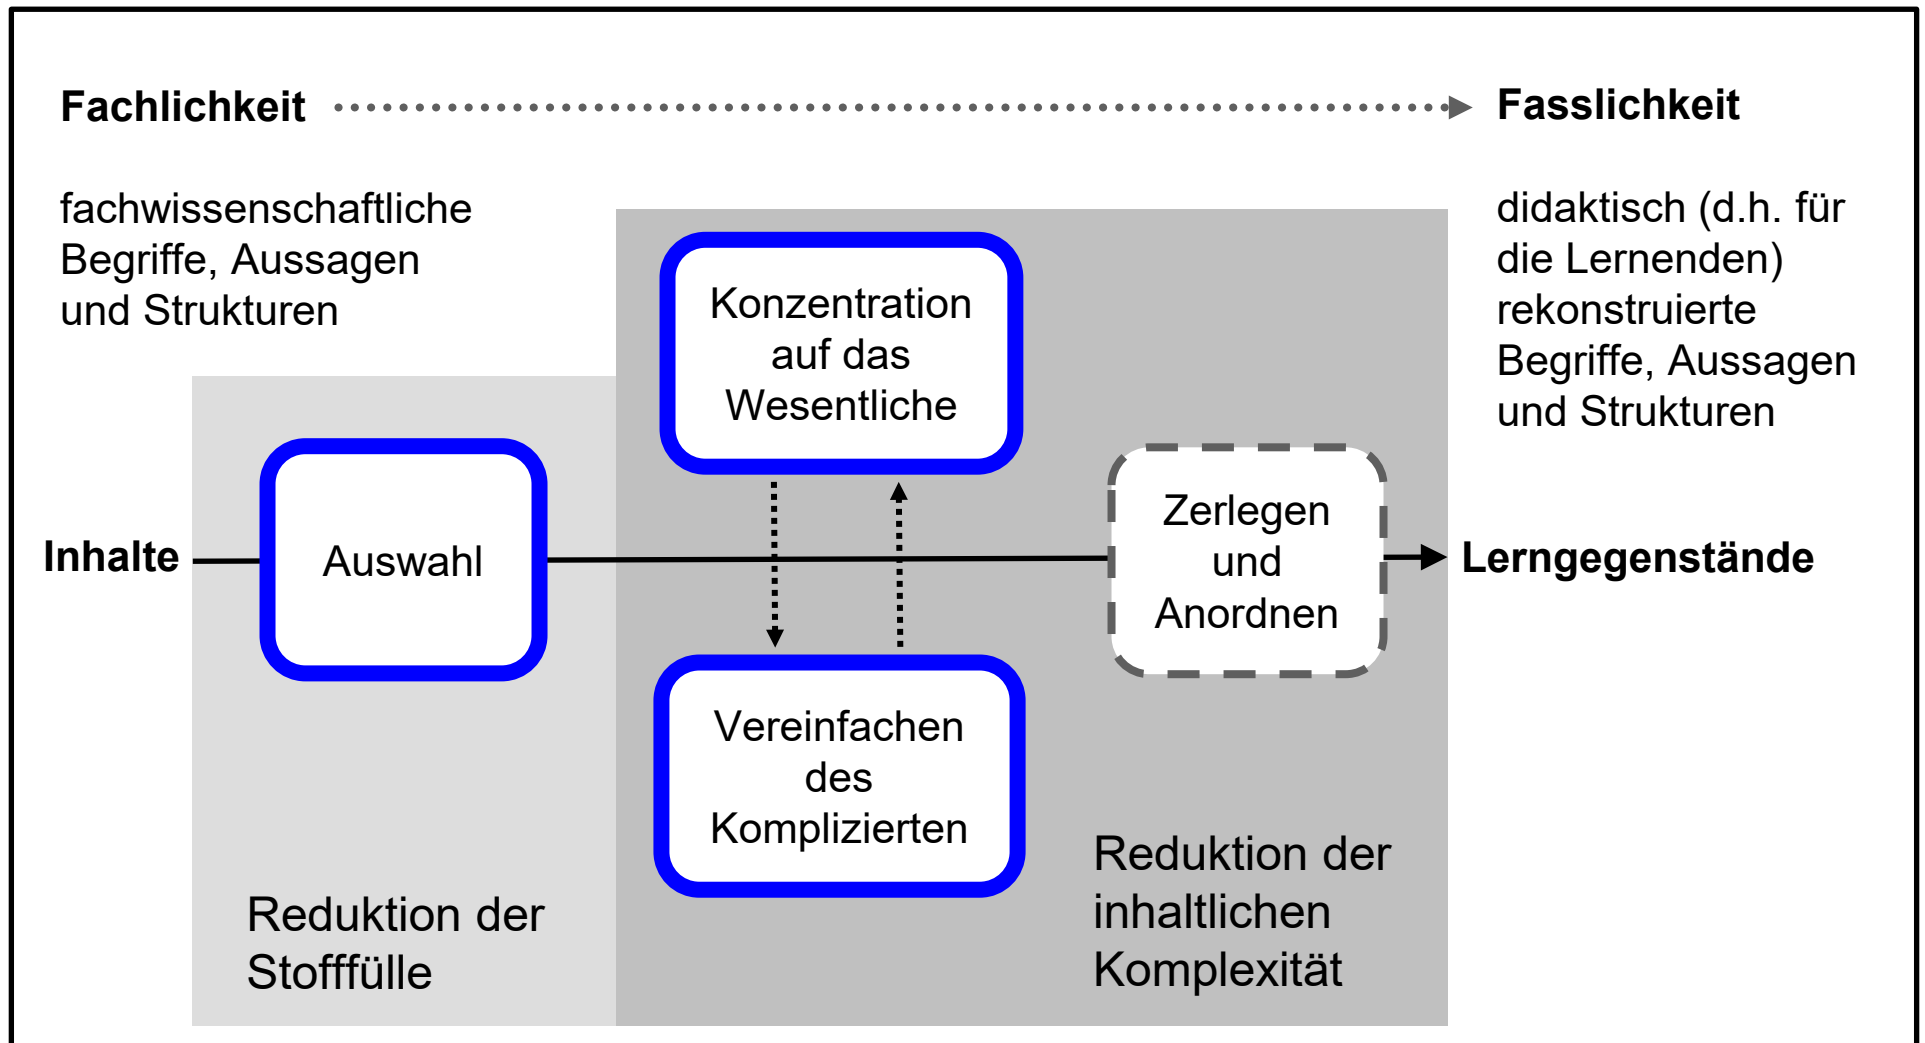 Fachlichkeit
Fasslichkeit
fachwissenschaftliche
Begriffe, Aussagen
und Strukturen
didaktisch (d.h. für
die Lernenden)
rekonstruierte
Begriffe, Aussagen
und Strukturen
Konzentration
auf das
Wesentliche
Inhalte
Auswahl
Zerlegen
und
Anordnen
Lerngegenstände
Vereinfachen
des
Komplizierten
Reduktion der
Stofffülle
Reduktion der
inhaltlichen
Komplexität